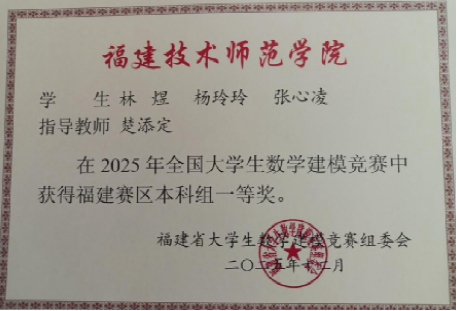 福建技术师范学院
学 生 林 煜 杨玲玲 张心凌
指导教师 楚添定
在 2025 年全国大学生数学建模竞赛中
获得福建赛区本科组一等奖。
福建省大学生数学建模竞赛组委会
二〇二五年十二月